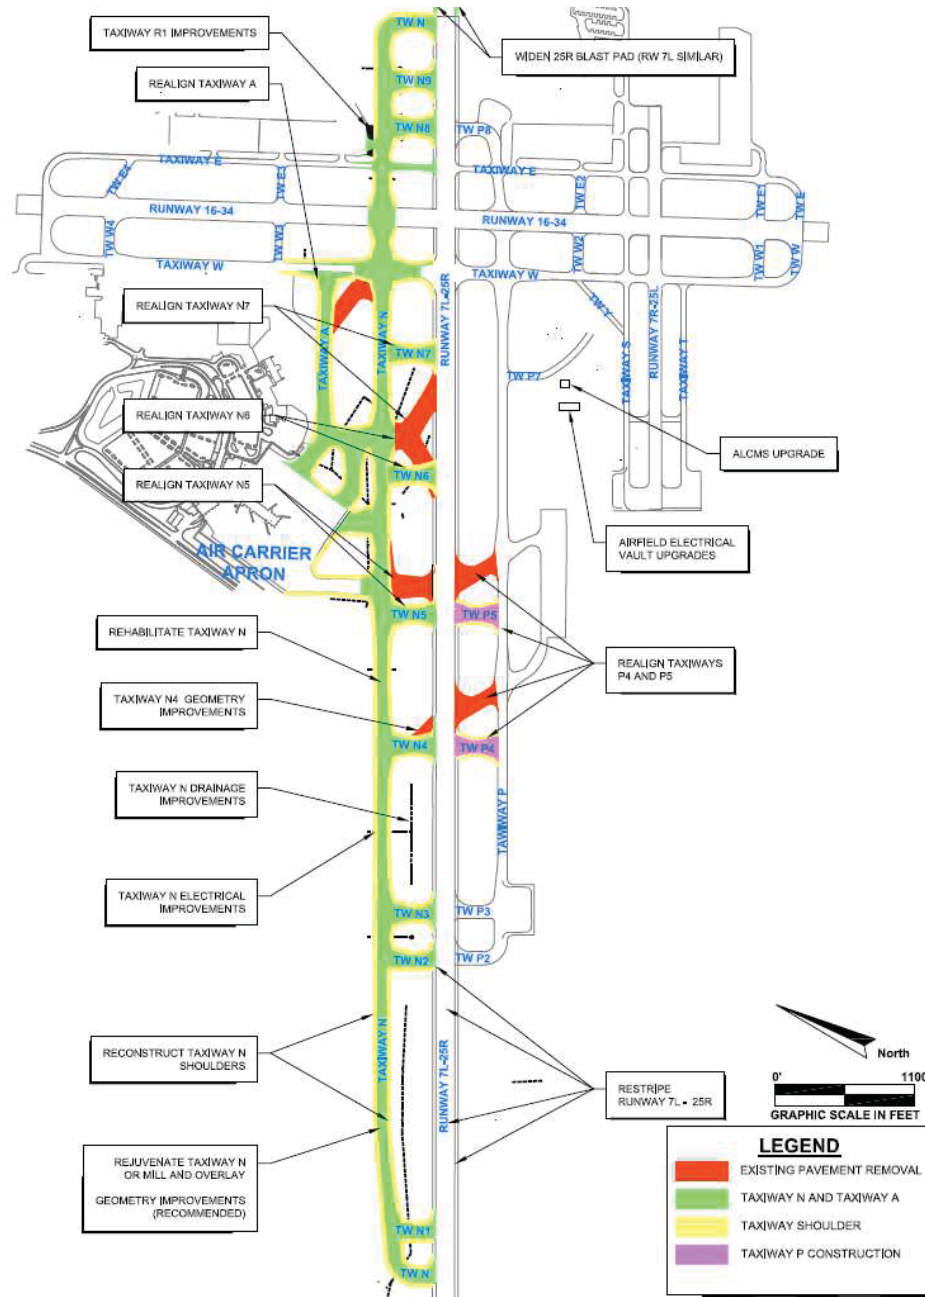 TW N
TAXIWAY R1 IMPROVEMENTS
WIDEN 25R BLAST PAD (RW 7L SIMILAR)
REALIGN TAXIWAY A
TW N9
TW N8
TW P8
TAXIWAY E
TAXIWAY E
TW E4
TW E3
TW E2
TW E1
TW E
RUNWAY 16-34
RUNWAY 16-34
TW W4
TW W3
TW W2
TW W1
TW W
TAXIWAY W
TAXIWAY W
TW Y
REALIGN TAXIWAY N7
TAXIWAY A
TAXIWAY N
RUNWAY 7L-25R
TAXIWAY S
RUNWAY 7R-25L
TAXIWAY T
TW N7
TW P7
REALIGN TAXIWAY N6
ALCMS UPGRADE
TW N6
REALIGN TAXIWAY N5
AIRFIELD ELECTRICAL
VAULT UPGRADES
AIR CARRIER
APRON
TW N5
TW P5
REHABILITATE TAXIWAY N
REALIGN TAXIWAYS
P4 AND P5
TAXIWAY N4 GEOMETRY
IMPROVEMENTS
TW N4
TW P4
TAXIWAY N DRAINAGE
IMPROVEMENTS
TAXIWAY P
TAXIWAY N ELECTRICAL
IMPROVEMENTS
TW N3
TW P3
TW N2
TW P2
RECONSTRUCT TAXIWAY N
SHOULDERS
TAXIWAY N
RUNWAY 7L-25R
North
0' 1100
GRAPHIC SCALE IN FEET
RESTRIPE
RUNWAY 7L - 25R
REJUVENATE TAXIWAY N
OR MILL AND OVERLAY
GEOMETRY IMPROVEMENTS
(RECOMMENDED)
LEGEND
EXISTING PAVEMENT REMOVAL
TAXIWAY N AND TAXIWAY A
TAXIWAY SHOULDER
TAXIWAY P CONSTRUCTION
TW N1
TW N